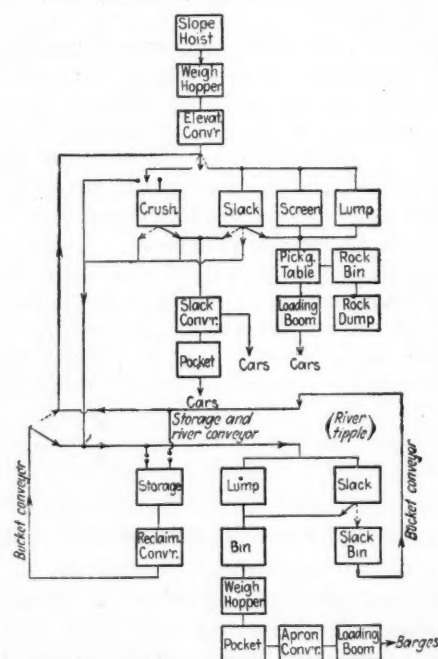 Slope
Hoist
Weigh
Hopper
Elevat.
Conv'r
Crush.
Slack
Screen
Lump
Pick'g.
Table
Rock
Bin
Slack
Conv'r.
Loading
Boom
Rock
Dump
Pocket
Cars
Cars
Cars
Storage and
river conveyor
(River
tipple)
Bucket conveyor
Bucket conveyor
Storage
Lump
Slack
Reclaim.
Conv'r.
Bin
Slack
Bin
Weigh
Hopper
Pocket
Apron
Conv'r.
Loading
Boom
Barges